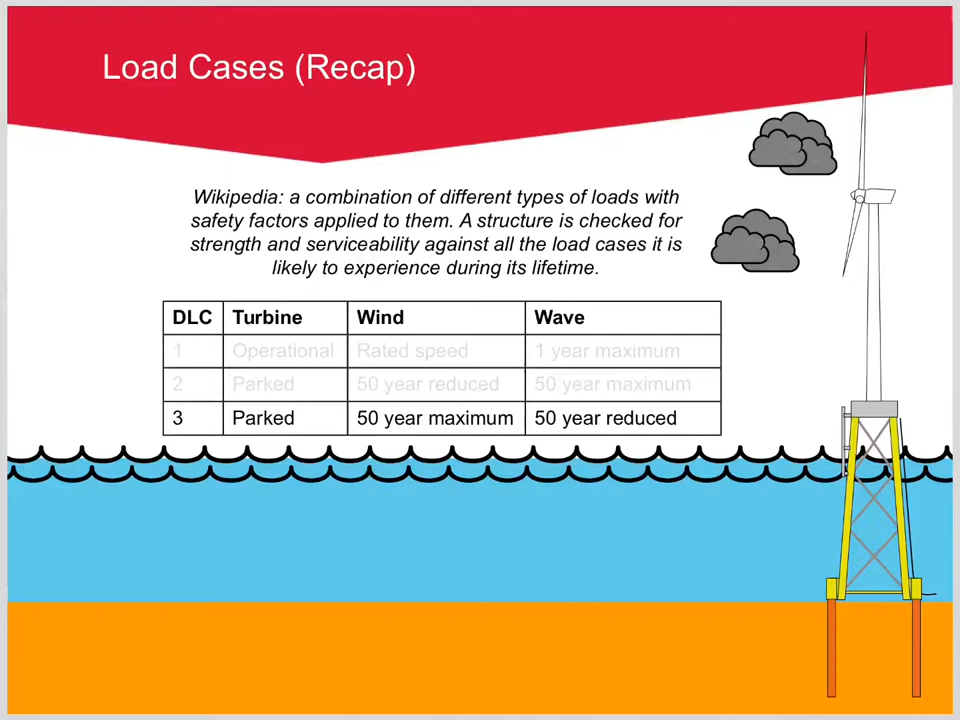 Load Cases (Recap)
Wikipedia: a combination of different types of loads with
safety factors applied to them. A structure is checked for
strength and serviceability against all the load cases it is
likely to experience during its lifetime.
DLC Turbine Wind Wave
1 Operational Rated speed 1 year maximum
2 Parked 50 year reduced 50 year maximum
3 Parked 50 year maximum 50 year reduced